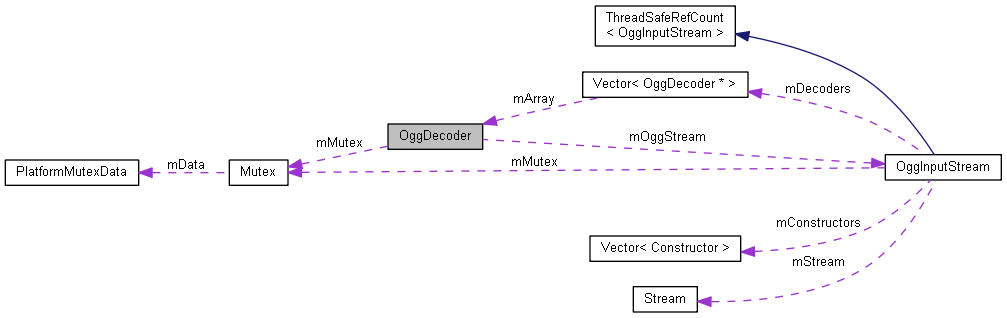 ThreadSafeRefCount
< OggInputStream >
Vector< OggDecoder * >
mDecoders
mArray
OggDecoder
mMutex
mOggStream
mMutex
OggInputStream
mData
PlatformMutexData
Mutex
mConstructors
Vector< Constructor >
mStream
Stream